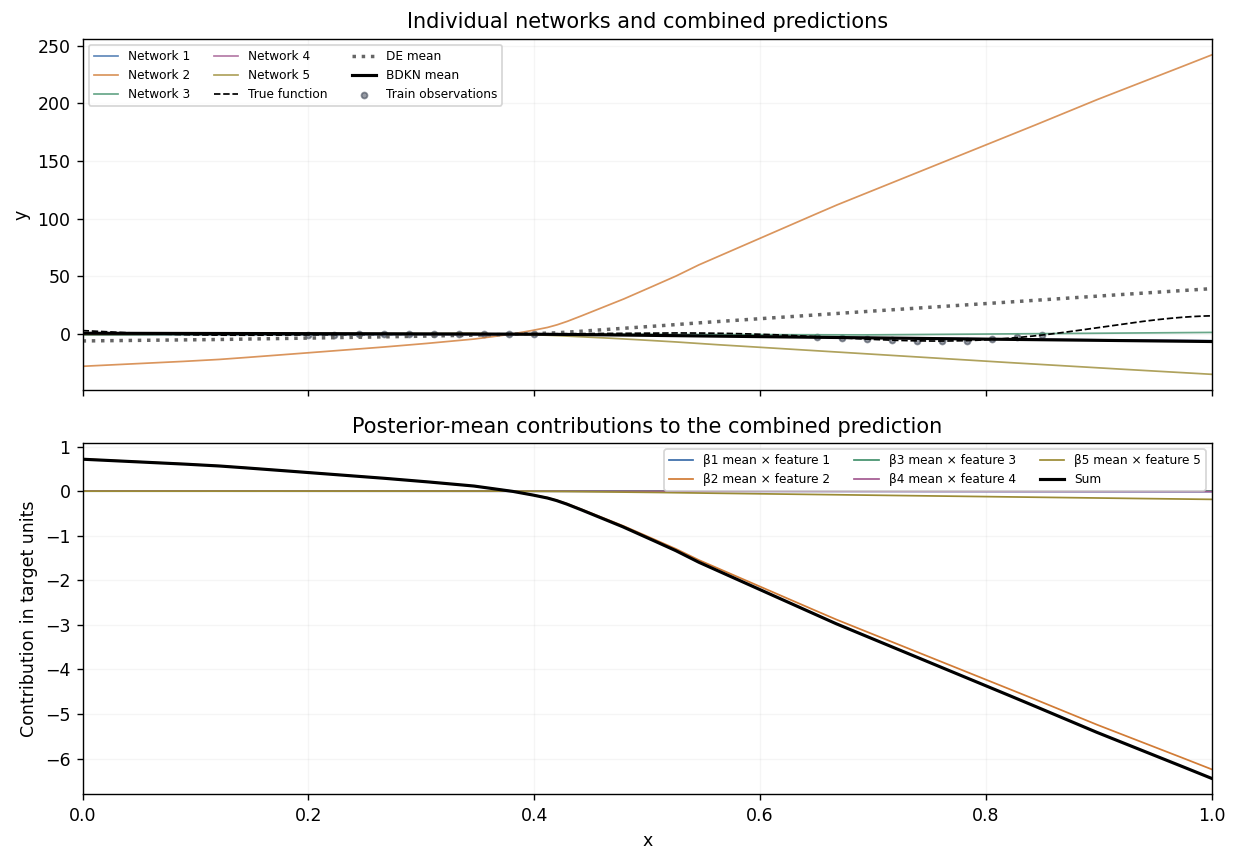 Individual networks and combined predictions
250
200
150
100
50
0
y
Network 1
Network 2
Network 3
Network 4
Network 5
True function
DE mean
BDKN mean
Train observations
Posterior-mean contributions to the combined prediction
1
0
−1
−2
−3
−4
−5
−6
Contribution in target units
β1 mean × feature 1
β2 mean × feature 2
β3 mean × feature 3
β4 mean × feature 4
β5 mean × feature 5
Sum
0.0 0.2 0.4 0.6 0.8 1.0
x